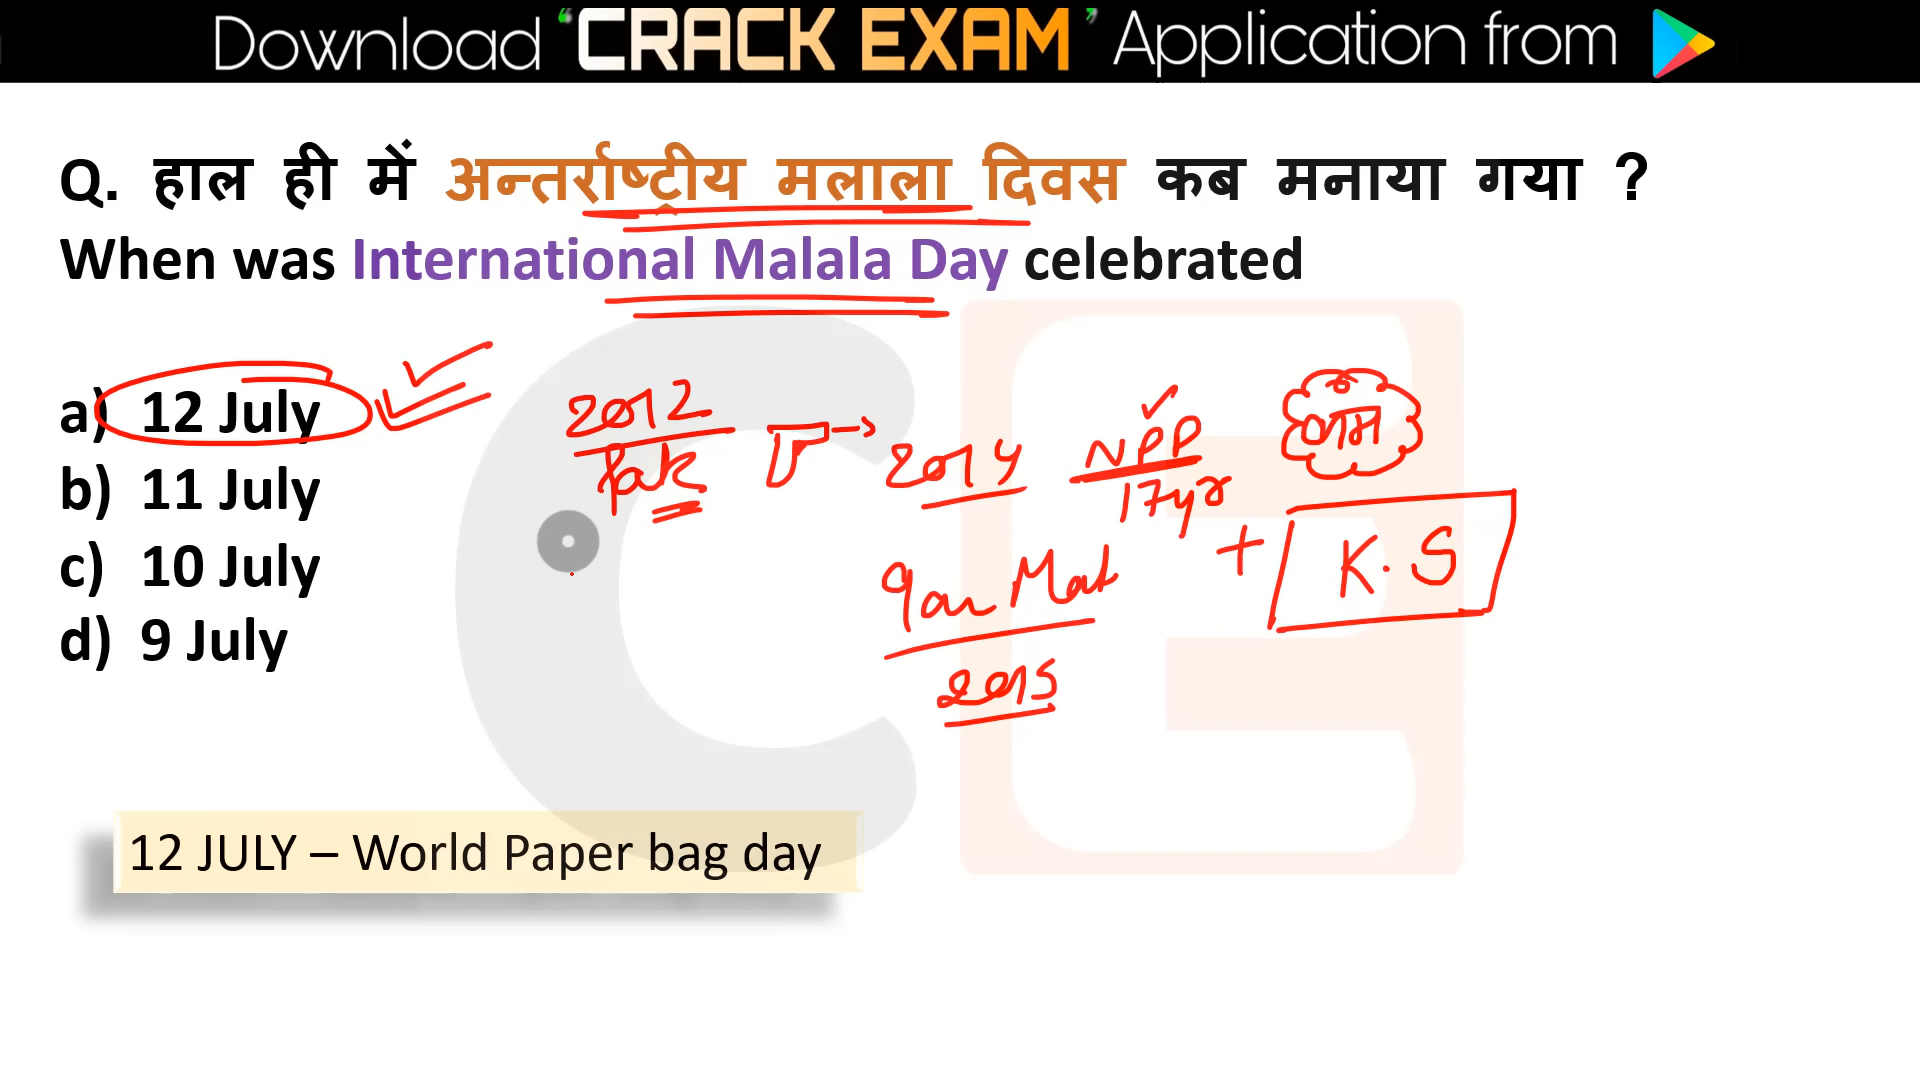 Download ‘CRACK EXAM’ Application from
Q. हाल ही में अन्तर्राष्ट्रीय मलाला दिवस कब मनाया गया ?
When was International Malala Day celebrated
a) 12 July
b) 11 July
c) 10 July
d) 9 July
2012
Pak
2014
NPP
17yr
+ K.S
2015
12 JULY – World Paper bag day